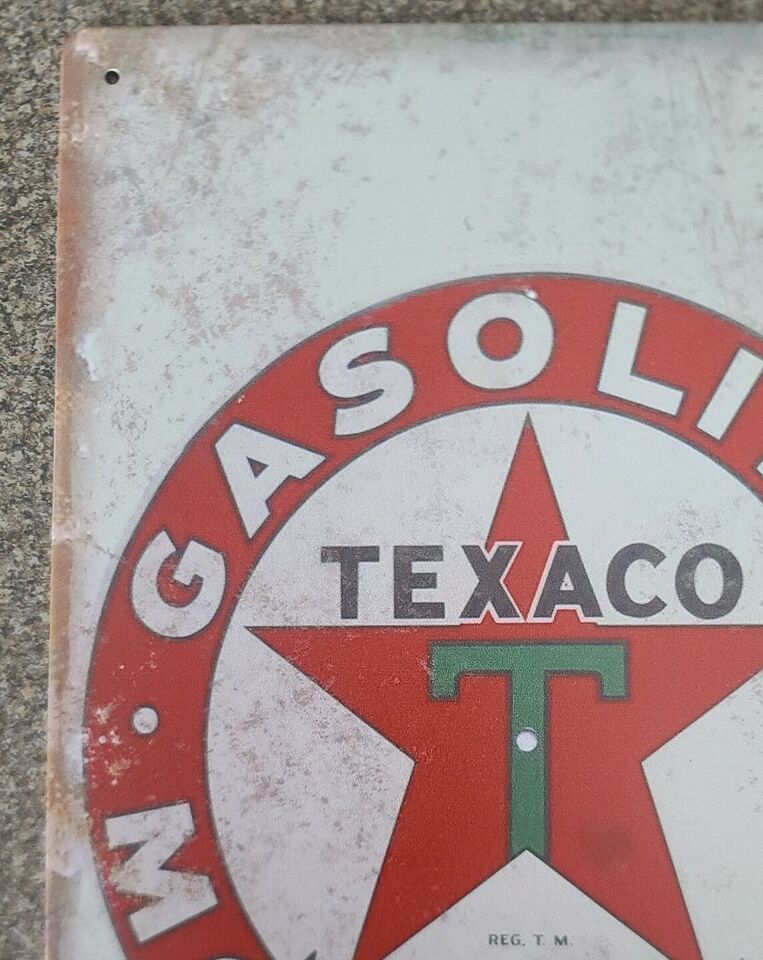 GASOLI
TEXACO
T
REG. T. M.
M